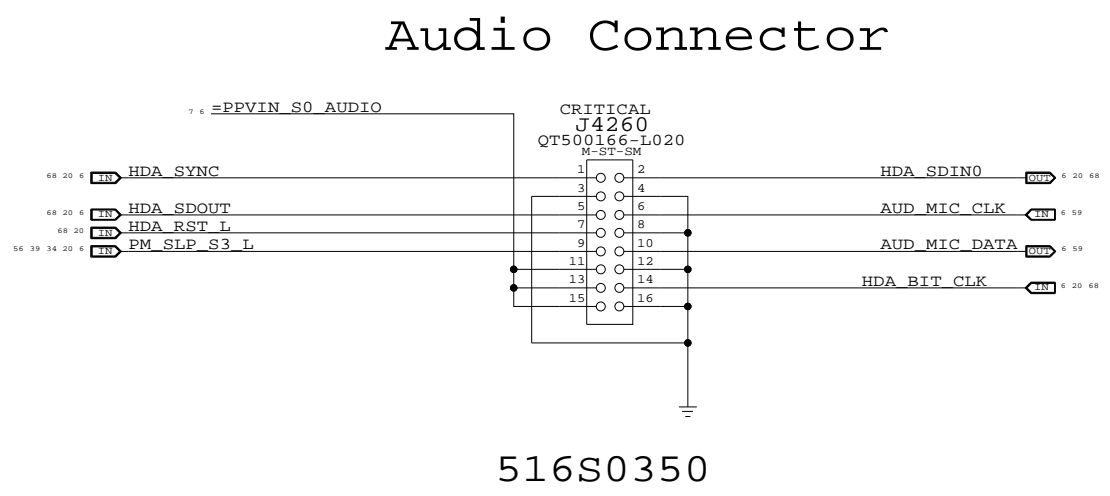 Audio Connector
7 6 =PPVIN_S0_AUDIO
CRITICAL
J4260
QT500166-L020
M-ST-SM
68 20 6 IN HDA_SYNC 1 2 HDA_SDIN0 OUT 6 20 68
3 4
68 20 6 IN HDA_SDOUT 5 6 AUD_MIC_CLK IN 6 59
68 20 IN HDA_RST_L 7 8
56 39 34 20 6 IN PM_SLP_S3_L 9 10 AUD_MIC_DATA OUT 6 59
11 12
13 14 HDA_BIT_CLK IN 6 20 68
15 16
516S0350